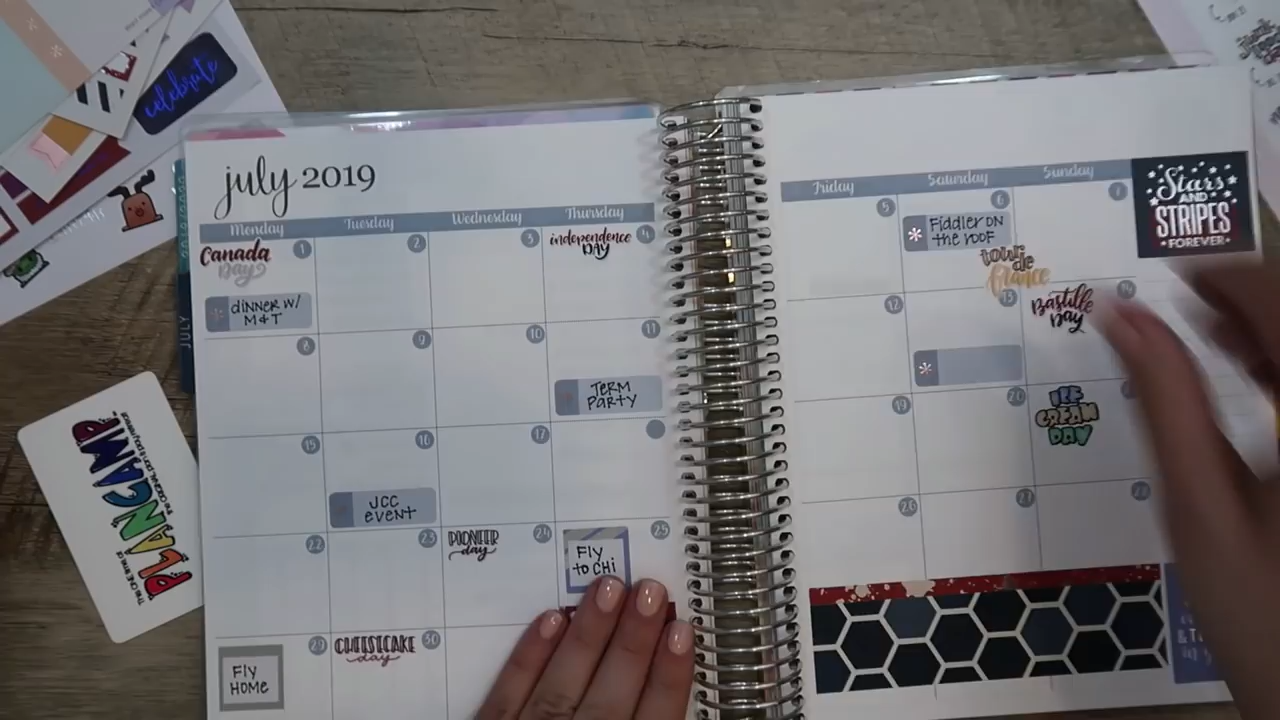 celebrate
july 2019
Monday Tuesday Wednesday Thursday
Friday Saturday Sunday
Stars
AND
STRIPES
FOREVER
Canada
DAY
1 2 3
independence
DAY
4
5
6
Fiddler on
the roof
dinner w/
M&T
tour
de
france
8 9 10 11
12 13
Bastille
Day
14
Term
Party
15 16 17
19 20
ICE
CREAM
DAY
JCC
event
22 23
PIONEER
day
24 25
26 27 28
Fly
to CHI
29
CHEESECAKE
day
30
Fly
Home
JULY
PLANCAMP